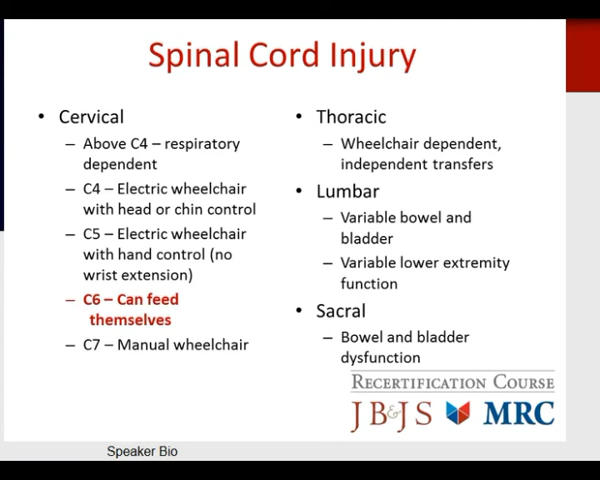 Spinal Cord Injury
• Cervical
– Above C4 – respiratory
dependent
– C4 – Electric wheelchair
with head or chin control
– C5 – Electric wheelchair
with hand control (no
wrist extension)
– C6 – Can feed
themselves
– C7 – Manual wheelchair
• Thoracic
– Wheelchair dependent,
independent transfers
• Lumbar
– Variable bowel and
bladder
– Variable lower extremity
function
• Sacral
– Bowel and bladder
dysfunction
RECERTIFICATION COURSE
JB&JS MRC
Speaker Bio